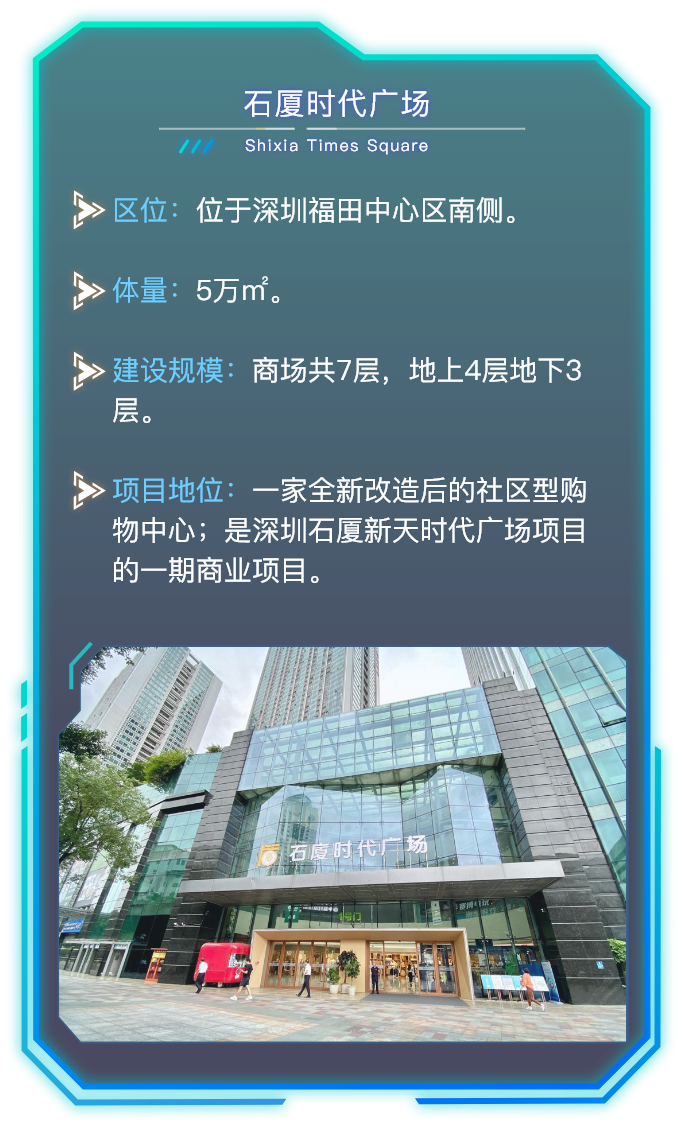 石厦时代广场
Shixia Times Square
区位：位于深圳福田中心区南侧。
体量：5万㎡。
建设规模：商场共7层，地上4层地下3
层。
项目地位：一家全新改造后的社区型购
物中心；是深圳石厦新天时代广场项目
的一期商业项目。
石厦时代广场
1号门